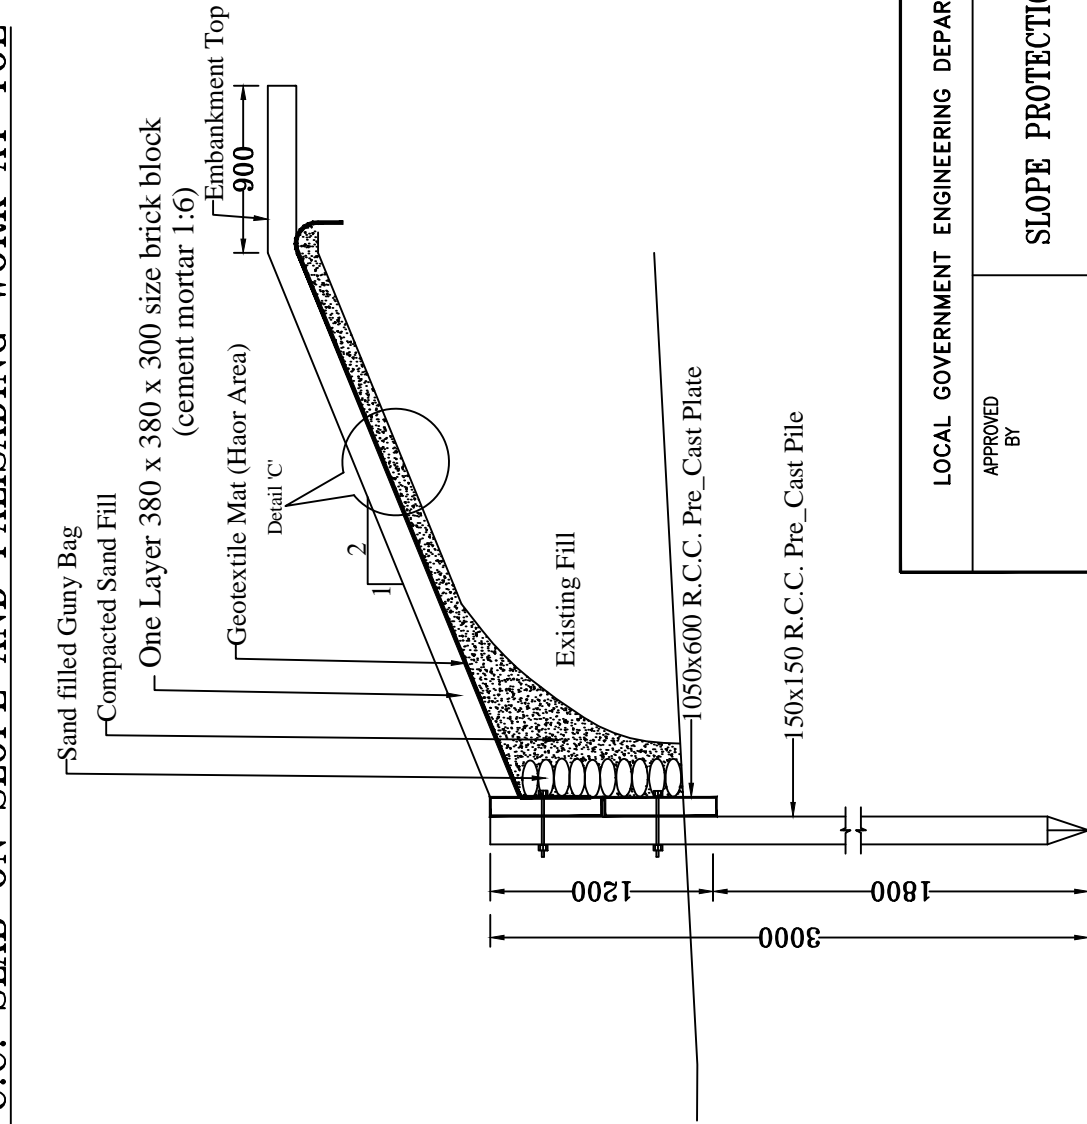 SLAB ON SLOPE AND PALISADING WORK AT TOE
Sand filled Guny Bag
Compacted Sand Fill
One Layer 380 x 380 x 300 size brick block
(cement mortar 1:6)
Embankment Top
900
Geotextile Mat (Haor Area)
Detail 'C'
2
1
Existing Fill
1050x600 R.C.C. Pre_Cast Plate
150x150 R.C.C. Pre_Cast Pile
1200
1800
3000
LOCAL GOVERNMENT ENGINEERING DEPAR
APPROVED
BY
SLOPE PROTECTIO